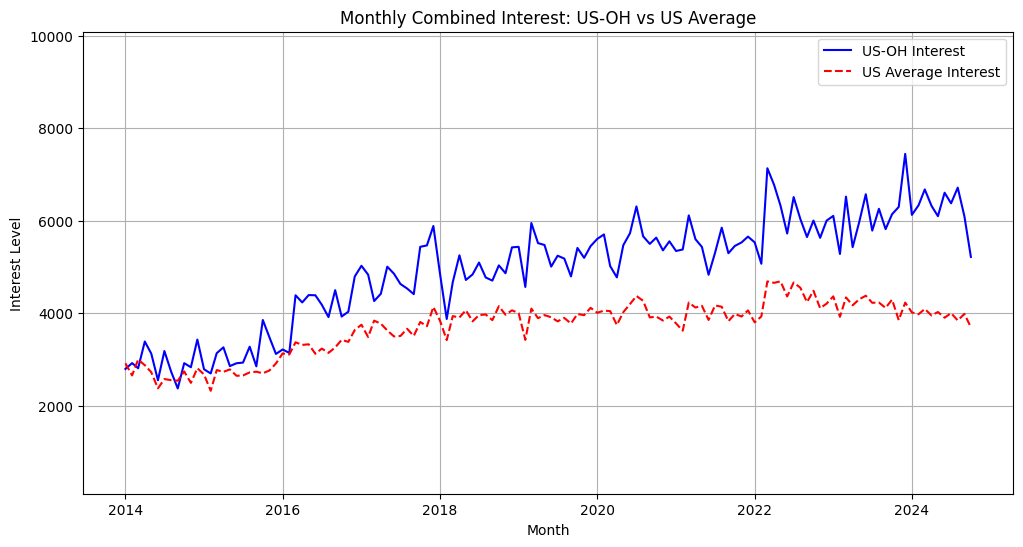 Monthly Combined Interest: US-OH vs US Average
10000
8000
6000
4000
2000
Interest Level
US-OH Interest
US Average Interest
2014
2016
2018
2020
2022
2024
Month